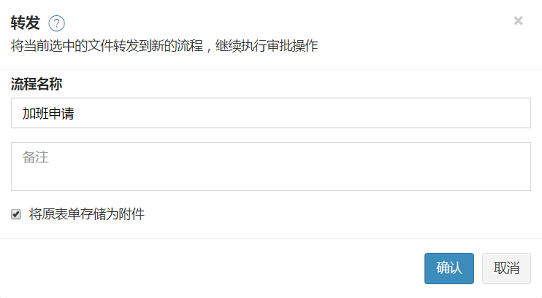 转发 ?
×
将当前选中的文件转发到新的流程，继续执行审批操作
流程名称
加班申请
备注
将原表单存储为附件
确认 取消